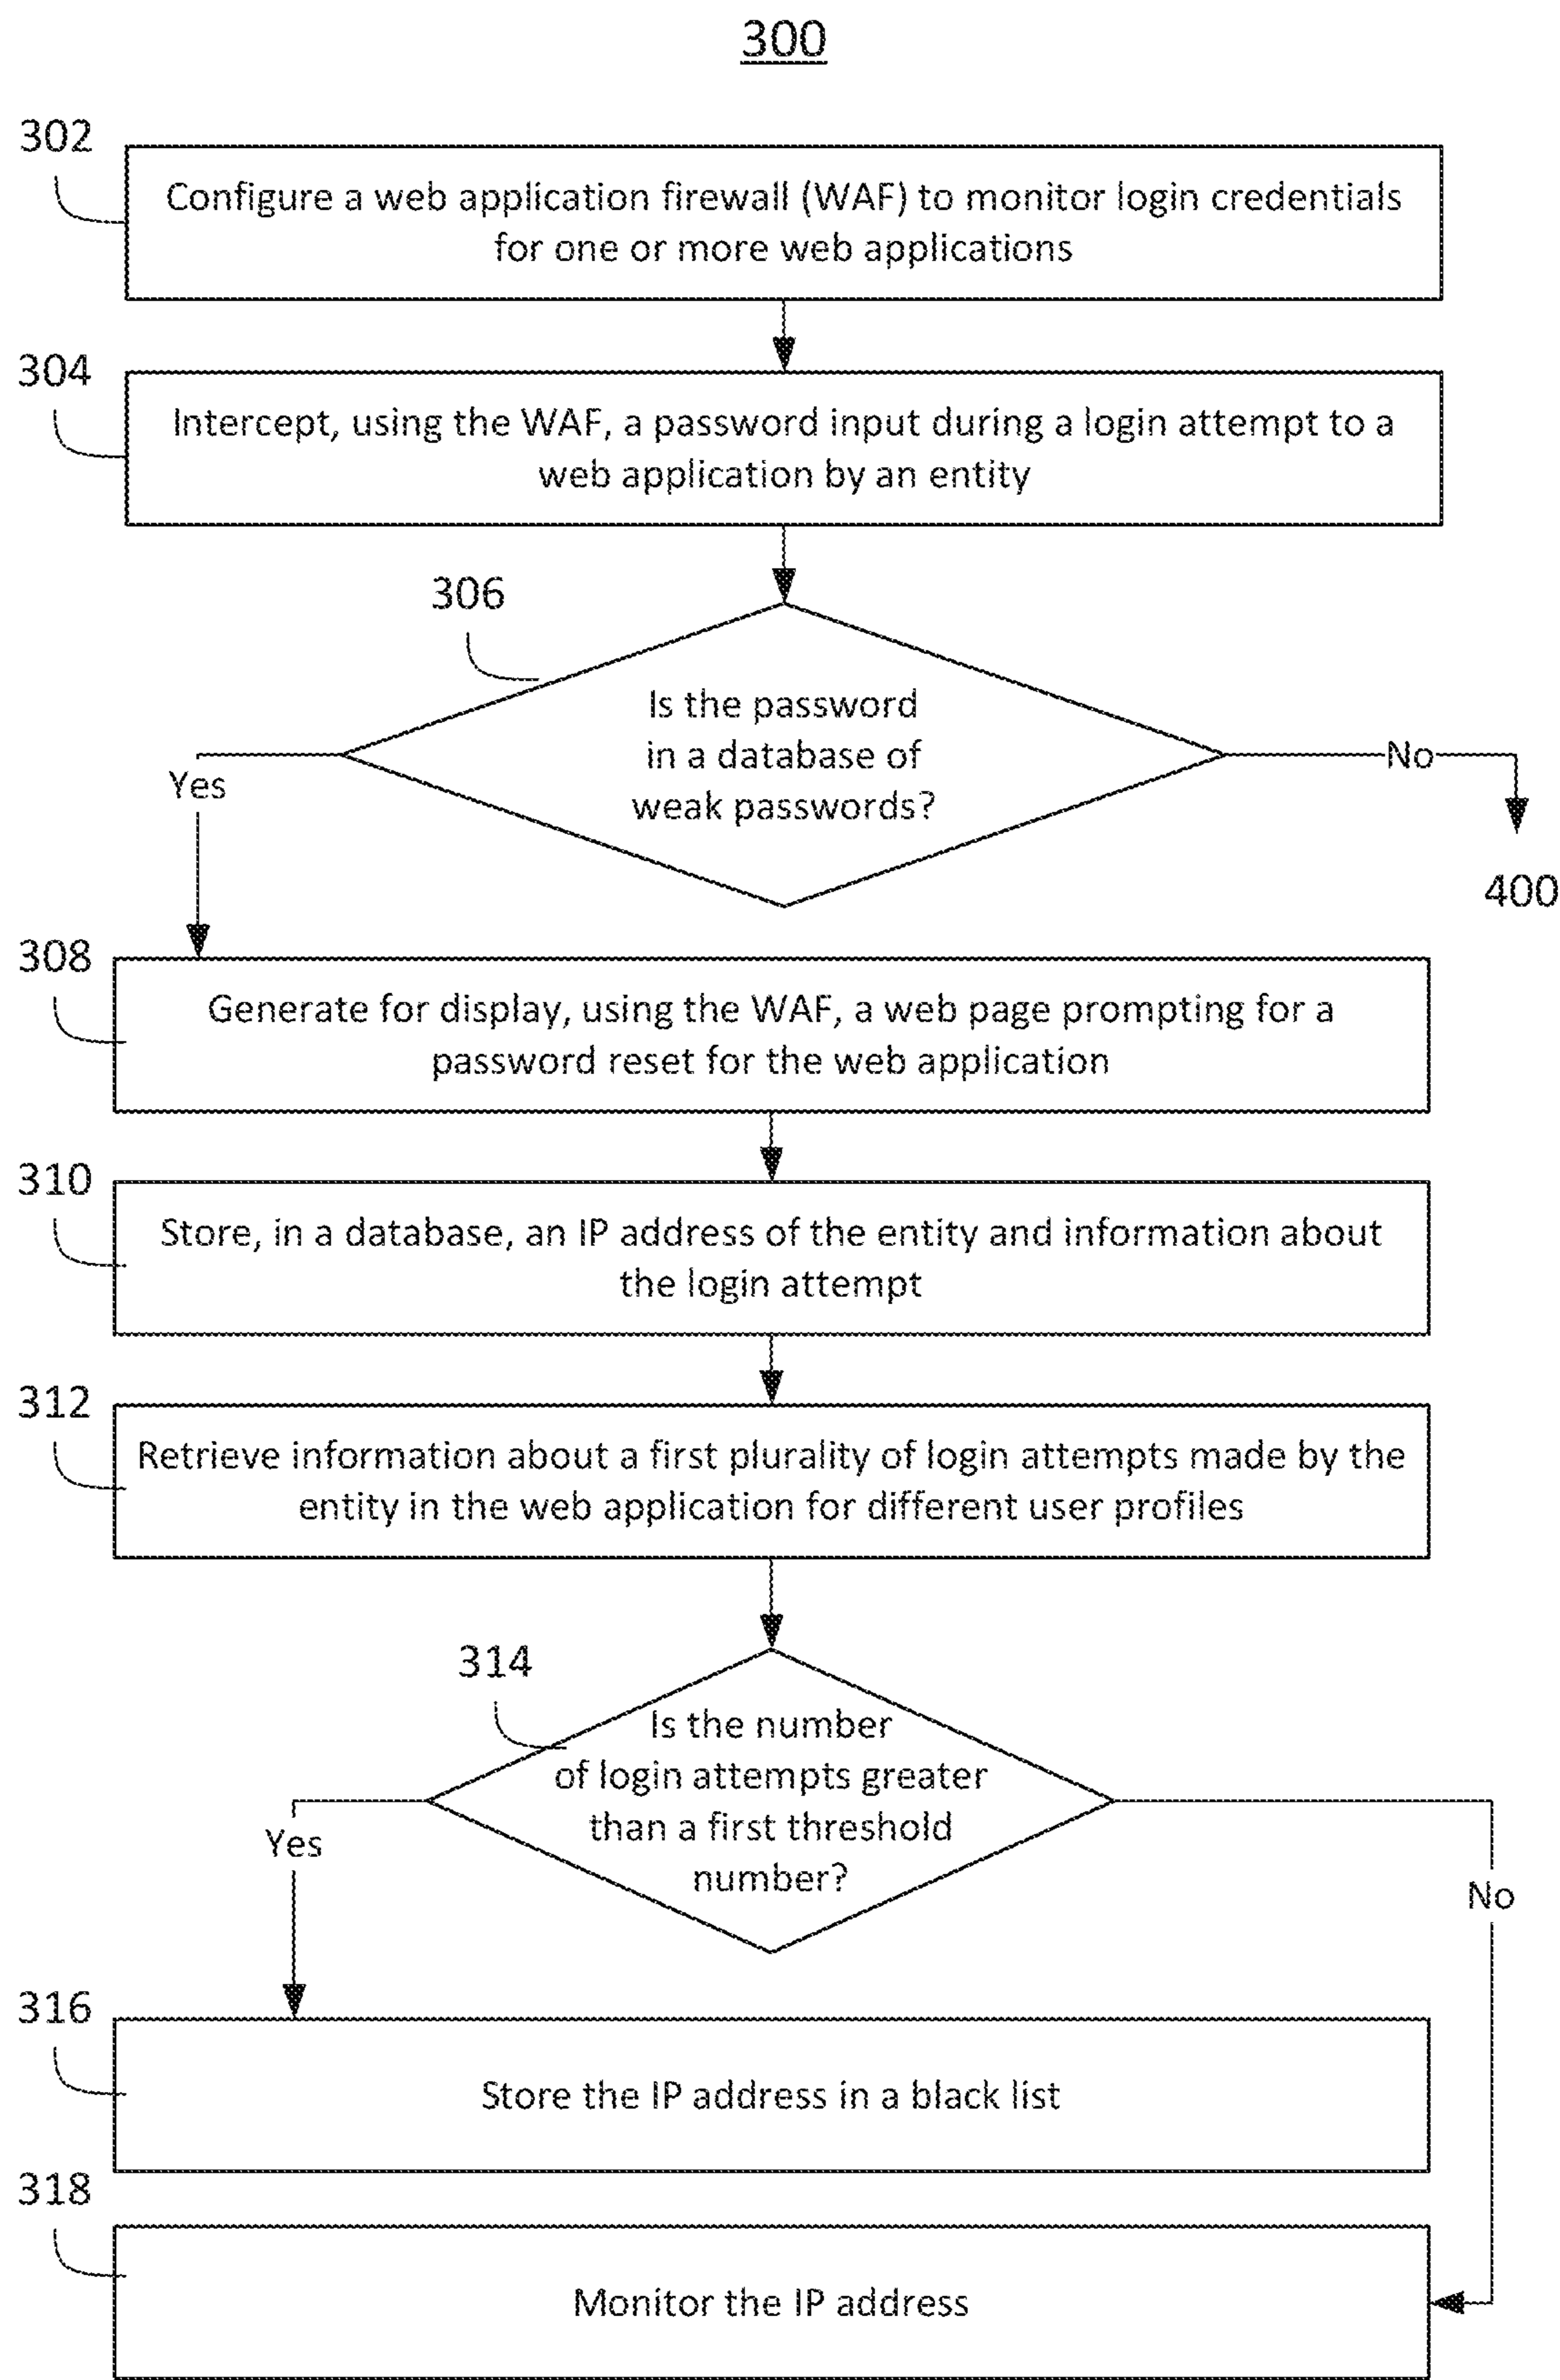 300
302
Configure a web application firewall (WAF) to monitor login credentials
for one or more web applications
304
Intercept, using the WAF, a password input during a login attempt to a
web application by an entity
306
Is the password
in a database of
weak passwords?
Yes
No
400
308
Generate for display, using the WAF, a web page prompting for a
password reset for the web application
310
Store, in a database, an IP address of the entity and information about
the login attempt
312
Retrieve information about a first plurality of login attempts made by the
entity in the web application for different user profiles
314
Is the number
of login attempts greater
than a first threshold
number?
Yes
No
316
Store the IP address in a black list
318
Monitor the IP address